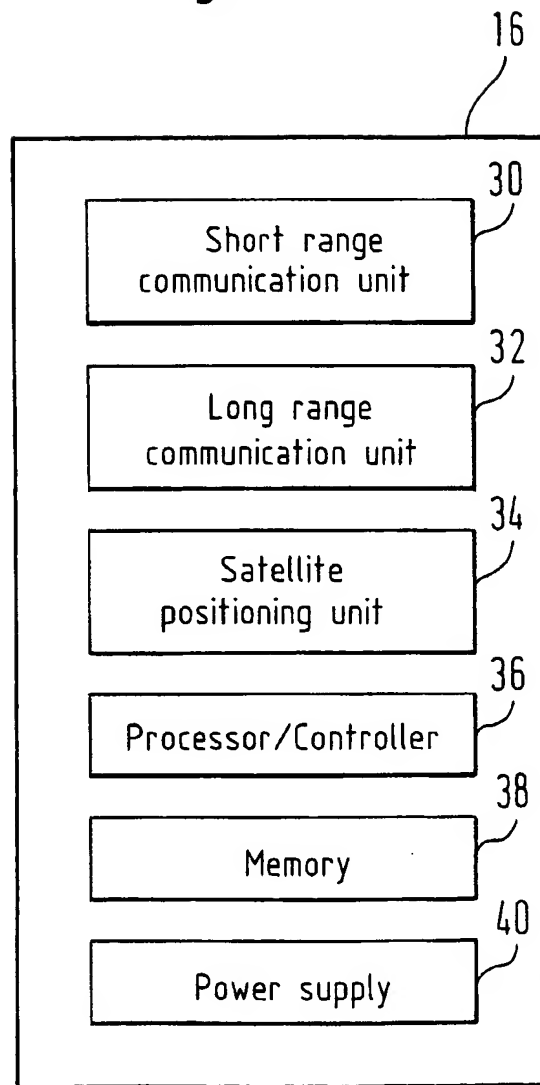 16
30
Short range
communication unit
32
Long range
communication unit
34
Satellite
positioning unit
36
Processor/Controller
38
Memory
40
Power supply